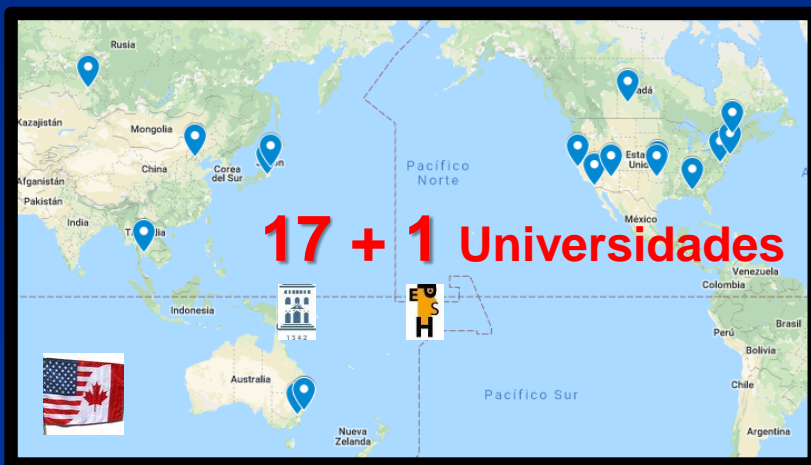 Rusia
Kazajistán
Mongolia
China
Corea
del Sur
Afganistán
Pakistán
India
Indonesia
Australia
Nueva
Zelanda
Pacífico
Norte
Pacífico Sur
México
Venezuela
Colombia
Perú
Brasil
Bolivia
Chile
Argentina
17 + 1 Universidades
1542
E D
S
H